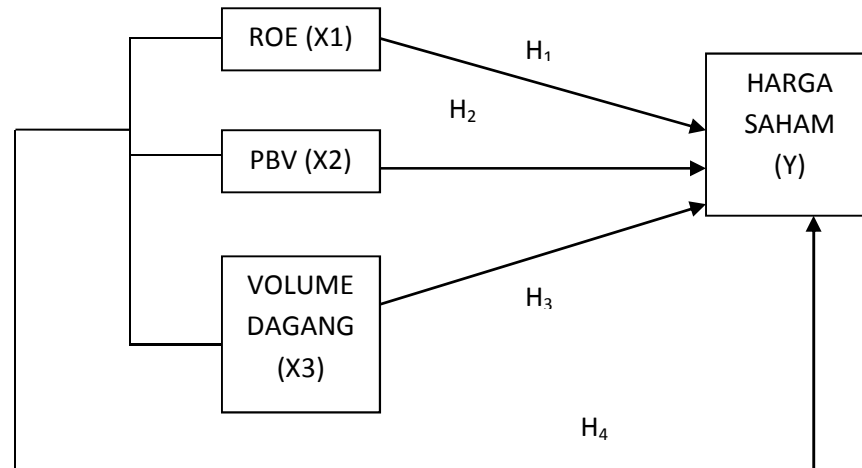 ROE (X1)
H₁
HARGA
SAHAM
(Y)
H₂
PBV (X2)
VOLUME
DAGANG
(X3)
H₃
H₄